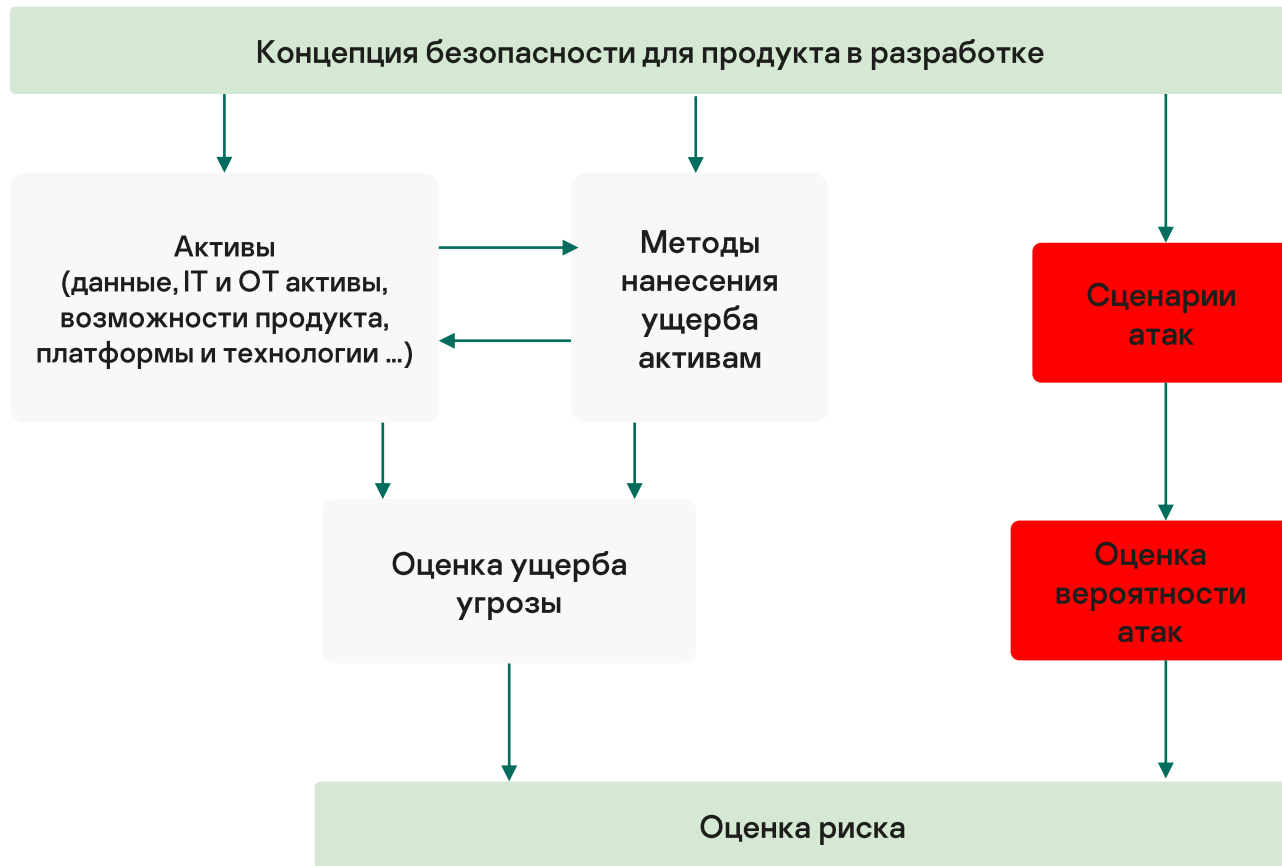 Концепция безопасности для продукта в разработке
Активы
(данные, IT и ОТ активы,
возможности продукта,
платформы и технологии ...)
Методы
нанесения
ущерба
активам
Сценарии
атак
Оценка ущерба
угрозы
Оценка
вероятности
атак
Оценка риска